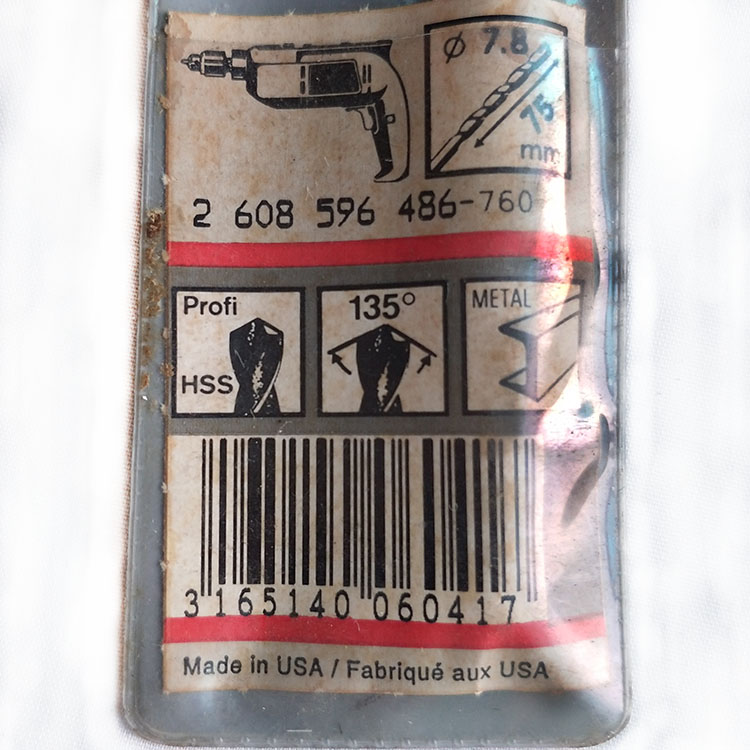 ø 7.8
75
mm
2 608 596 486-760
Profi
HSS
135°
METAL
3 165140 060417
Made in USA / Fabriqué aux USA